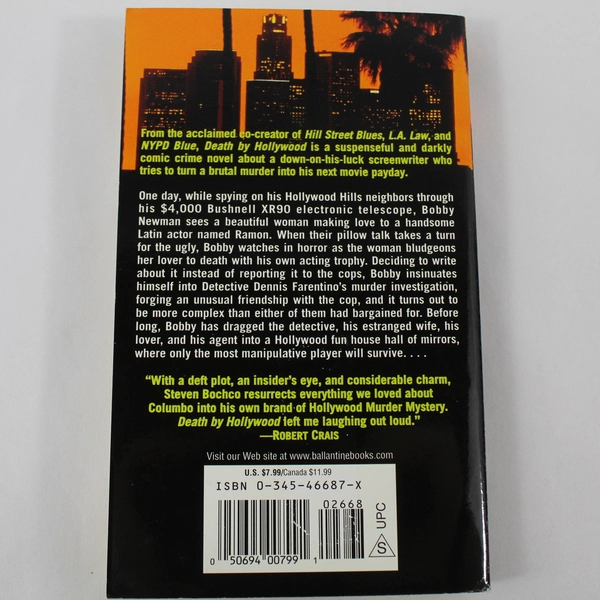 From the acclaimed co-creator of Hill Street Blues, L.A. Law, and
NYPD Blue, Death by Hollywood is a suspenseful and darkly
comic crime novel about a down-on-his-luck screenwriter who
tries to turn a brutal murder into his next movie payday.
One day, while spying on his Hollywood Hills neighbors through
his $4,000 Bushnell XR90 electronic telescope, Bobby
Newman sees a beautiful woman making love to a handsome
Latin actor named Ramon. When their pillow talk takes a turn
for the ugly, Bobby watches in horror as the woman bludgeons
her lover to death with his own acting trophy. Deciding to write
about it instead of reporting it to the cops, Bobby insinuates
himself into Detective Dennis Farentino's murder investigation,
forging an unusual friendship with the cop, and it turns out to
be more complex than either of them had bargained for. Before
long, Bobby has dragged the detective, his estranged wife, his
lover, and his agent into a Hollywood fun house hall of mirrors,
where only the most manipulative player will survive. . . .
“With a deft plot, an insider's eye, and considerable charm,
Steven Bochco resurrects everything we loved about
Columbo into his own brand of Hollywood Murder Mystery.
Death by Hollywood left me laughing out loud.”
—ROBERT CRAIS
Visit our Web site at www.ballantinebooks.com
U.S. $7.99/Canada $11.99
ISBN 0-345-46687-X
02668
UPC
S
0 50694 00799 1